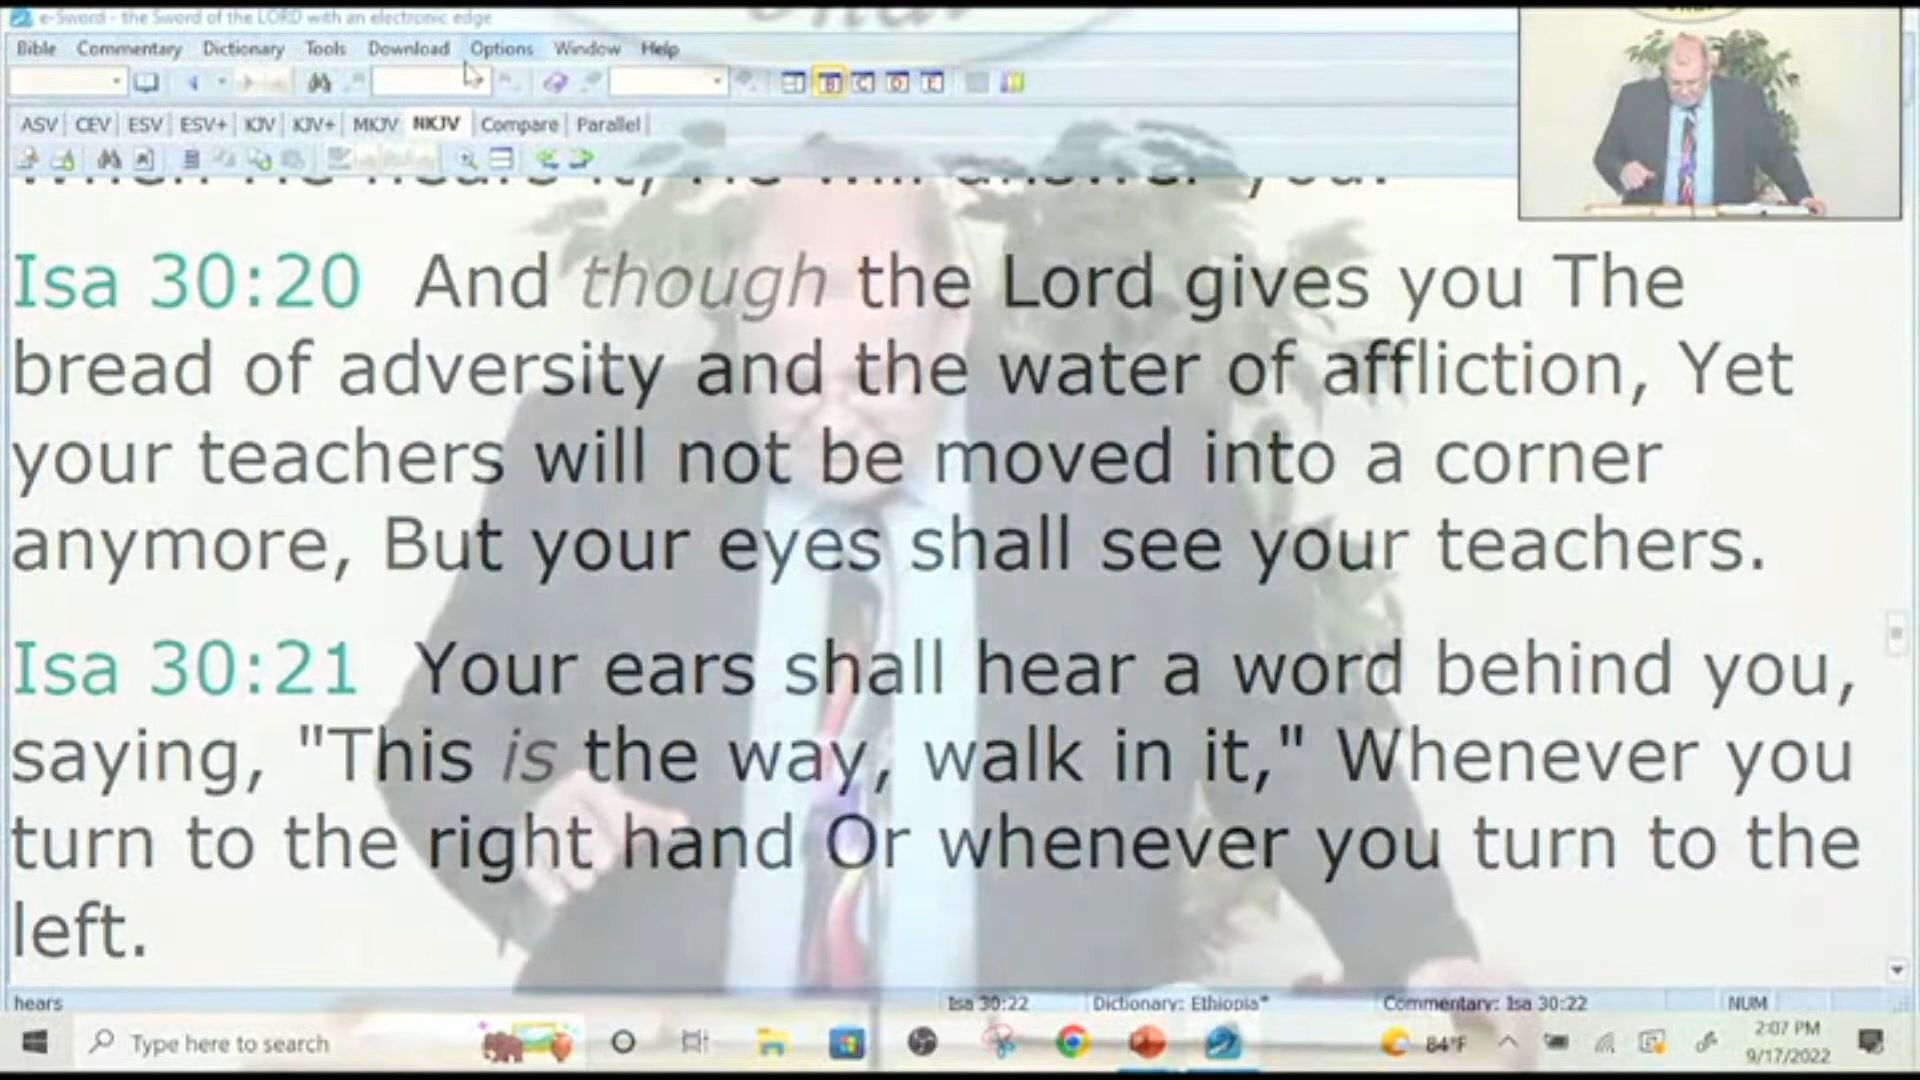 e-Sword - the Sword of the LORD with an electronic edge
Bible Commentary Dictionary Tools Download Options Window Help
ASV CEV ESV ESV+ KJV KJV+ MKJV NKJV Compare Parallel
Isa 30:20 And though the Lord gives you The
bread of adversity and the water of affliction, Yet
your teachers will not be moved into a corner
anymore, But your eyes shall see your teachers.
Isa 30:21 Your ears shall hear a word behind you,
saying, "This is the way, walk in it," Whenever you
turn to the right hand Or whenever you turn to the
left.
hears Isa 30:22 Dictionary: Ethiopia* Commentary: Isa 30:22 NUM
Type here to search 84°F 2:07 PM
9/17/2022